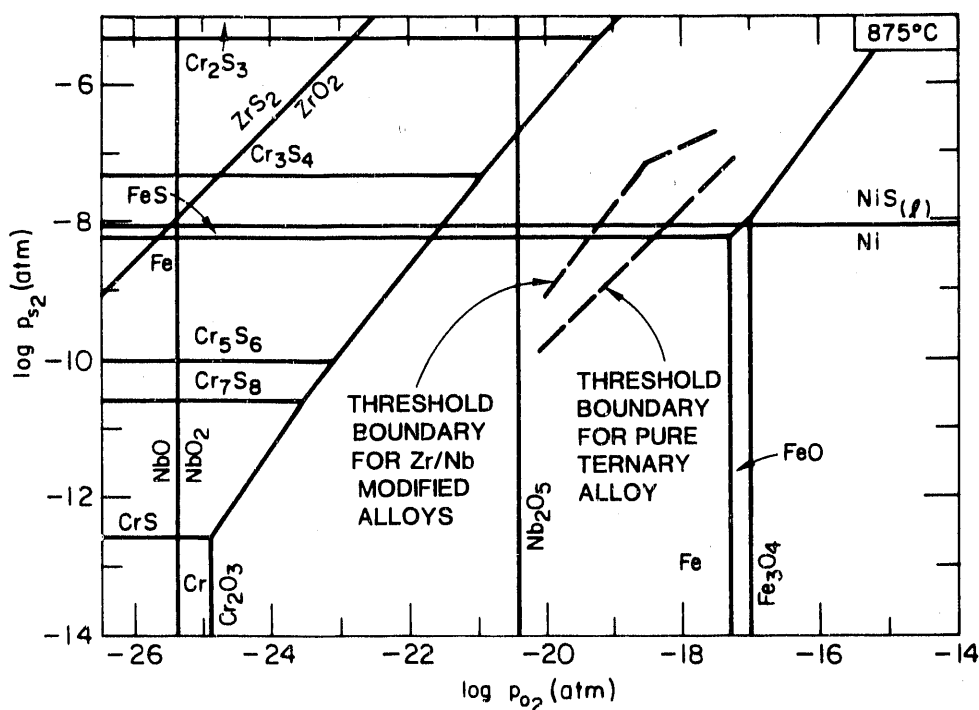 875°C
Cr₂S₃
-6
ZrS₂
ZrO₂
Cr₃S₄
FeS
-8
NiS(ℓ)
Ni
Fe
log pₛ₂ (atm)
-10
Cr₅S₆
Cr₇S₈
THRESHOLD
BOUNDARY
FOR Zr/Nb
MODIFIED
ALLOYS
THRESHOLD
BOUNDARY
FOR PURE
TERNARY
ALLOY
FeO
NbO
NbO₂
Nb₂O₅
-12
CrS
Cr
Cr₂O₃
Fe
Fe₃O₄
-14
-26
-24
-22
-20
-18
-16
-14
log pₒ₂ (atm)